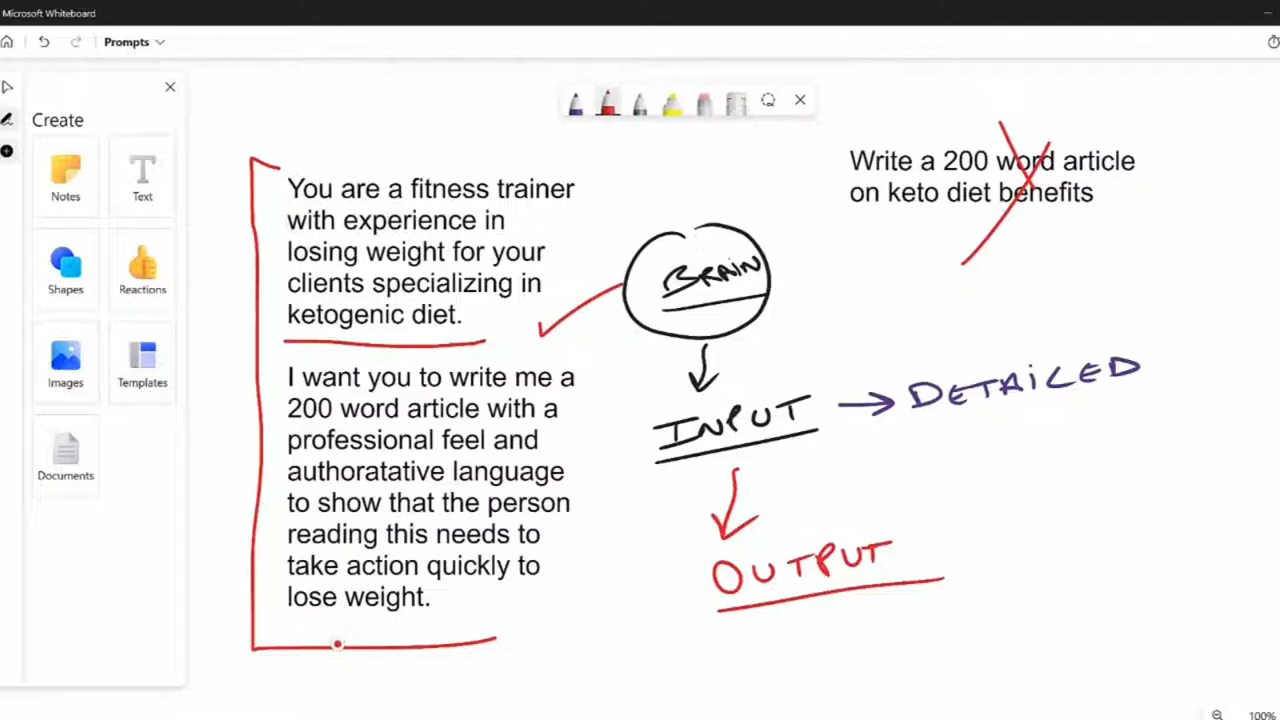 Microsoft Whiteboard
Prompts
Create
Notes
Text
Shapes
Reactions
Images
Templates
Documents
You are a fitness trainer
with experience in
losing weight for your
clients specializing in
ketogenic diet.
I want you to write me a
200 word article with a
professional feel and
authoratative language
to show that the person
reading this needs to
take action quickly to
lose weight.
Write a 200 word article
on keto diet benefits
BRAIN
INPUT
DETAILED
OUTPUT
100%